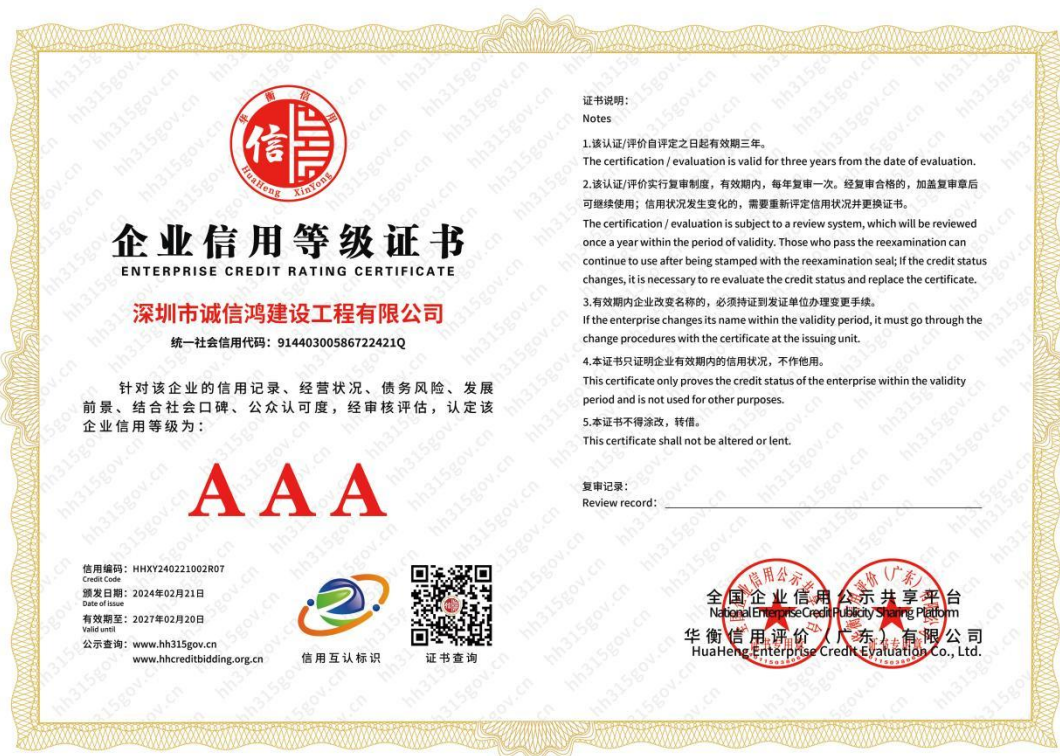 华衡信用
信
HuaHeng XinYong
企业信用等级证书
ENTERPRISE CREDIT RATING CERTIFICATE
深圳市诚信鸿建设工程有限公司
统一社会信用代码：91440300586722421Q
针对该企业的信用记录、经营状况、债务风险、发展
前景、结合社会口碑、公众认可度，经审核评估，认定该
企业信用等级为：
AAA
信用编码：HHXY240221002R07
Credit Code
颁发日期：2024年02月21日
Date of issue
有效期至：2027年02月20日
Valid until
公示查询：www.hh315gov.cn
www.hhcreditbidding.org.cn
信用互认标识
证书查询
证书说明：
Notes
1.该认证/评价自评定之日起有效期三年。
The certification / evaluation is valid for three years from the date of evaluation.
2.该认证/评价实行复审制度，有效期内，每年复审一次。经复审合格的，加盖复审章后
可继续使用；信用状况发生变化的，需要重新评定信用状况并更换证书。
The certification / evaluation is subject to a review system, which will be reviewed
once a year within the period of validity. Those who pass the reexamination can
continue to use after being stamped with the reexamination seal; If the credit status
changes, it is necessary to re evaluate the credit status and replace the certificate.
3.有效期内企业改变名称的，必须持证到发证单位办理变更手续。
If the enterprise changes its name within the validity period, it must go through the
change procedures with the certificate at the issuing unit.
4.本证书只证明企业有效期内的信用状况，不作他用。
This certificate only proves the credit status of the enterprise within the validity
period and is not used for other purposes.
5.本证书不得涂改，转借。
This certificate shall not be altered or lent.
复审记录：
Review record:
全国企业信用公示共享平台
National Enterprise Credit Publicity Sharing Platform
华衡信用评价（广东）有限公司
HuaHeng Enterprise Credit Evaluation Co., Ltd.
证书专用章
证书专用章
hh315gov.cn